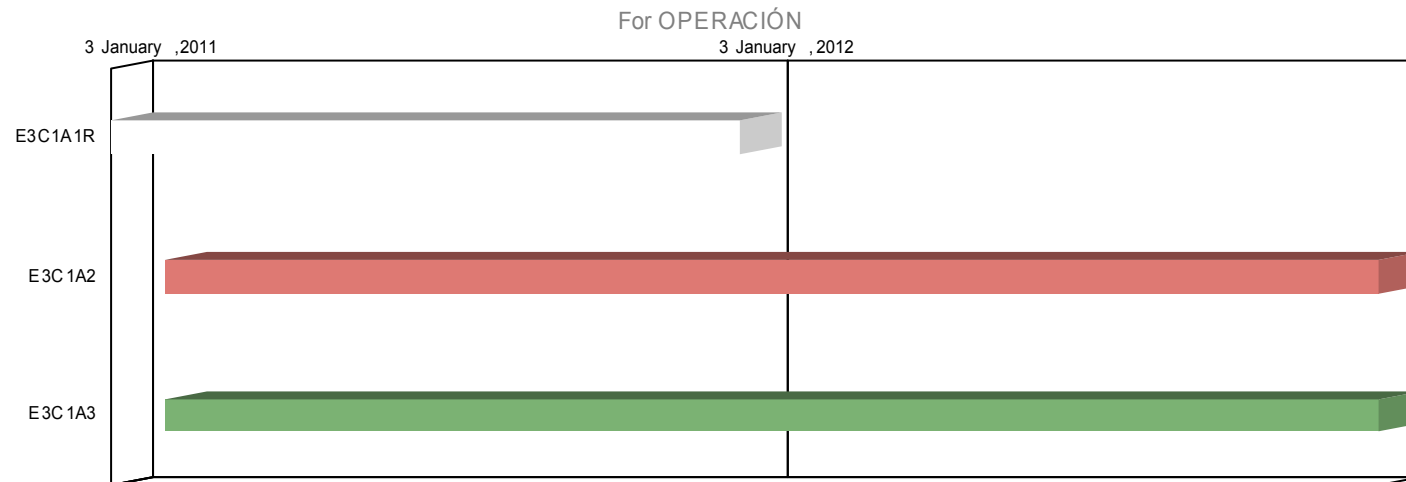 For OPERACIÓN
3 January ,2011
3 January ,2012
E3C1A1R
E3C1A2
E3C1A3